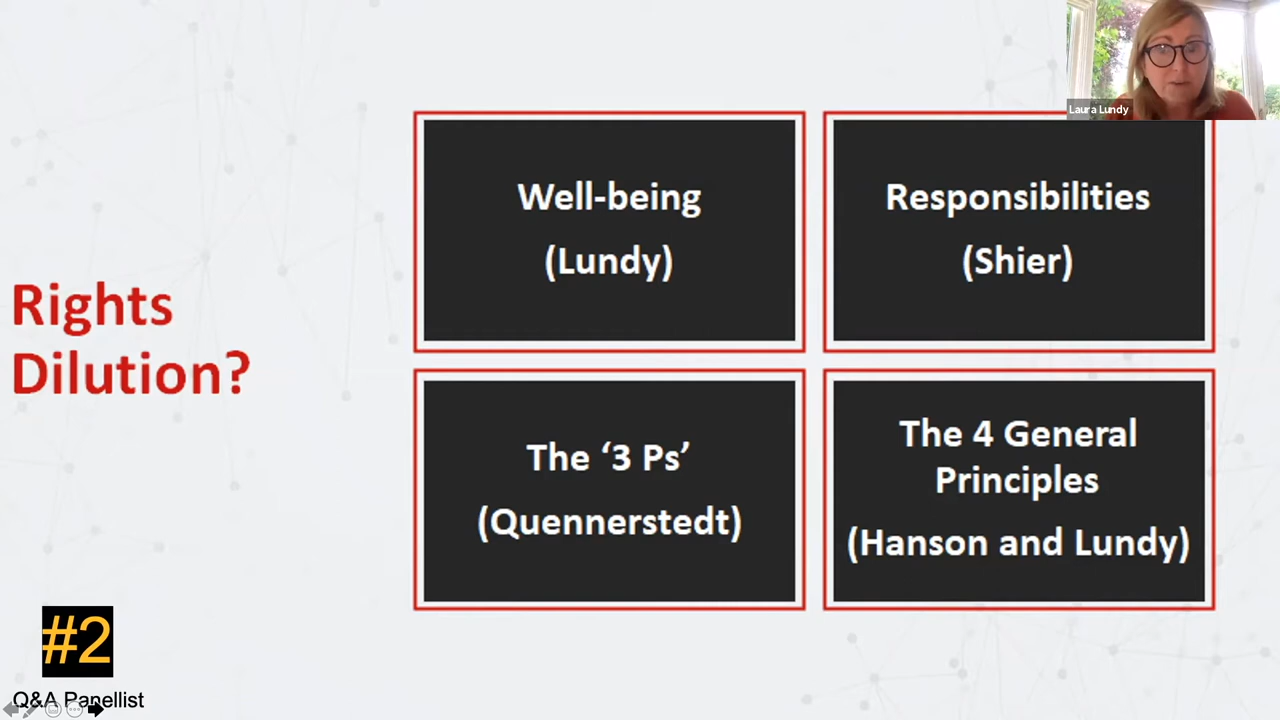 Laura Lundy
Rights
Dilution?
Well-being
(Lundy)
Responsibilities
(Shier)
The ‘3 Ps’
(Quennerstedt)
The 4 General
Principles
(Hanson and Lundy)
#2
Q&A Panellist